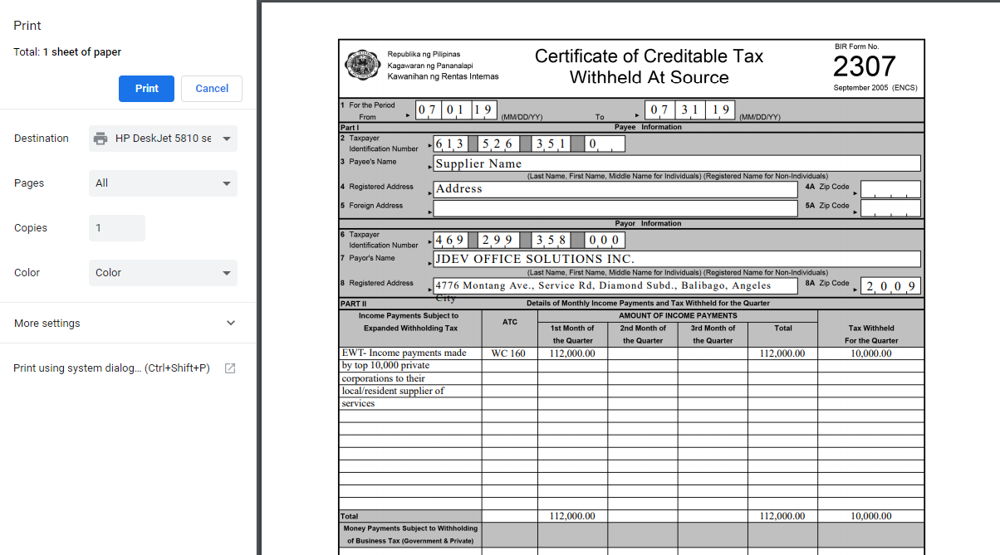 Print
Total: 1 sheet of paper
Print Cancel
Destination HP DeskJet 5810 se
Pages All
Copies 1
Color Color
More settings
Print using system dialog... (Ctrl+Shift+P)
Republika ng Pilipinas
Kagawaran ng Pananalapi
Kawanihan ng Rentas Internas
Certificate of Creditable Tax
Withheld At Source
BIR Form No.
2307
September 2005 (ENCS)
1 For the Period
From 07 01 19 (MM/DD/YY) To 07 31 19 (MM/DD/YY)
Part I Payee Information
2 Taxpayer
Identification Number 613 526 351 0
3 Payee's Name Supplier Name
(Last Name, First Name, Middle Name for Individuals) (Registered Name for Non-Individuals)
4 Registered Address Address 4A Zip Code
5 Foreign Address 5A Zip Code
Payor Information
6 Taxpayer
Identification Number 469 299 358 000
7 Payor's Name JDEV OFFICE SOLUTIONS INC.
(Last Name, First Name, Middle Name for Individuals) (Registered Name for Non-Individuals)
8 Registered Address 4776 Montang Ave., Service Rd, Diamond Subd., Balibago, Angeles 8A Zip Code 2009
City
PART II Details of Monthly Income Payments and Tax Withheld for the Quarter
Income Payments Subject to
Expanded Withholding Tax
ATC
AMOUNT OF INCOME PAYMENTS
1st Month of
the Quarter
2nd Month of
the Quarter
3rd Month of
the Quarter
Total
Tax Withheld
For the Quarter
EWT- Income payments made WC 160 112,000.00 112,000.00 10,000.00
by top 10,000 private
corporations to their
local/resident supplier of
services
Total 112,000.00 112,000.00 10,000.00
Money Payments Subject to Withholding
of Business Tax (Government & Private)